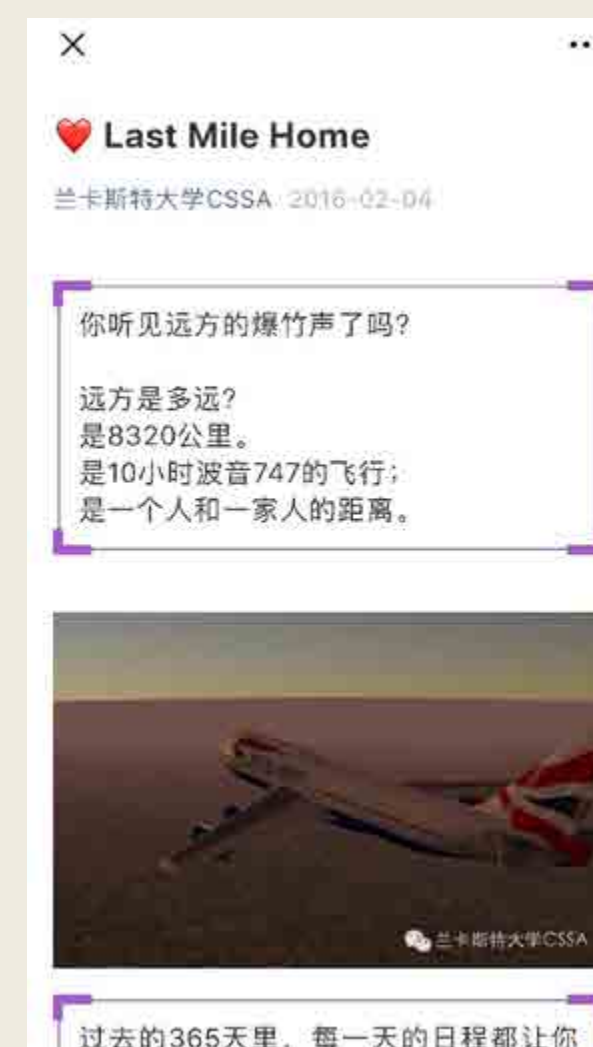 ❤️ Last Mile Home
兰卡斯特大学CSSA 2016-02-04
你听见远方的爆竹声了吗?
远方是多远?
是8320公里。
是10小时波音747的飞行;
是一个人和一家人的距离。
兰卡斯特大学CSSA
过去的365天里，每一天的日程都让你